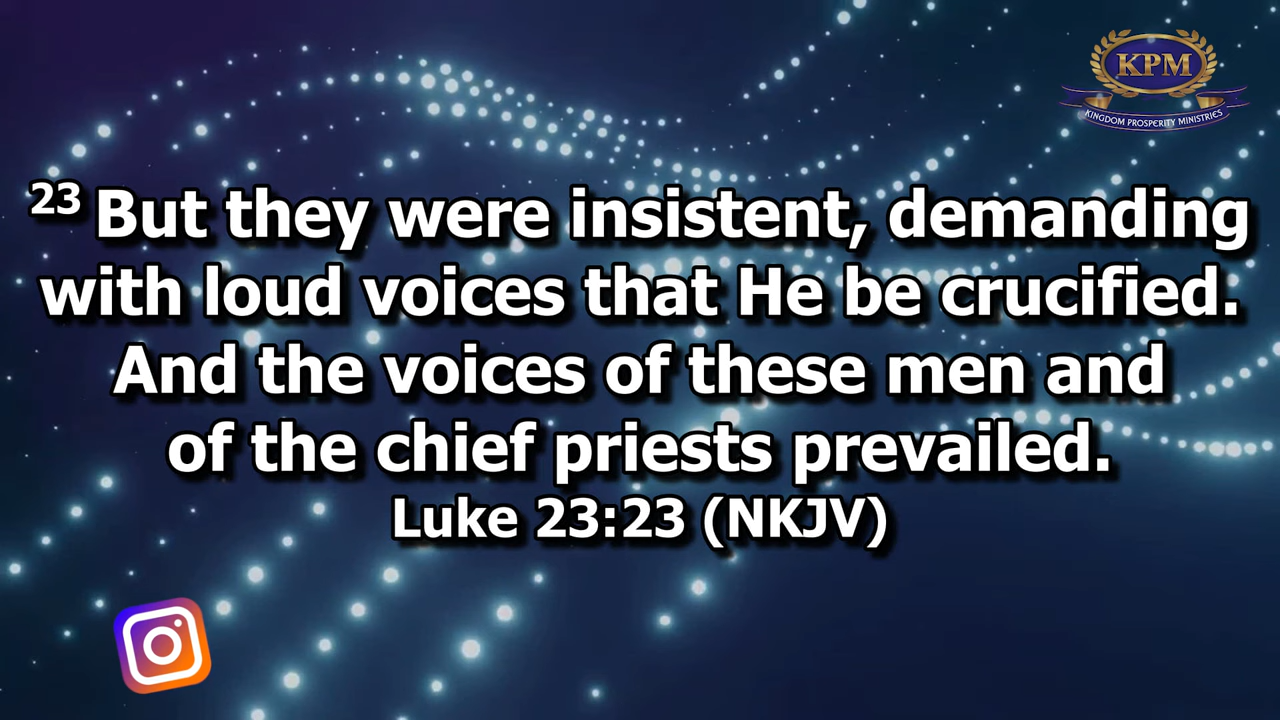 KPM
KINGDOM PROSPERITY MINISTRIES
23 But they were insistent, demanding
with loud voices that He be crucified.
And the voices of these men and
of the chief priests prevailed.
Luke 23:23 (NKJV)